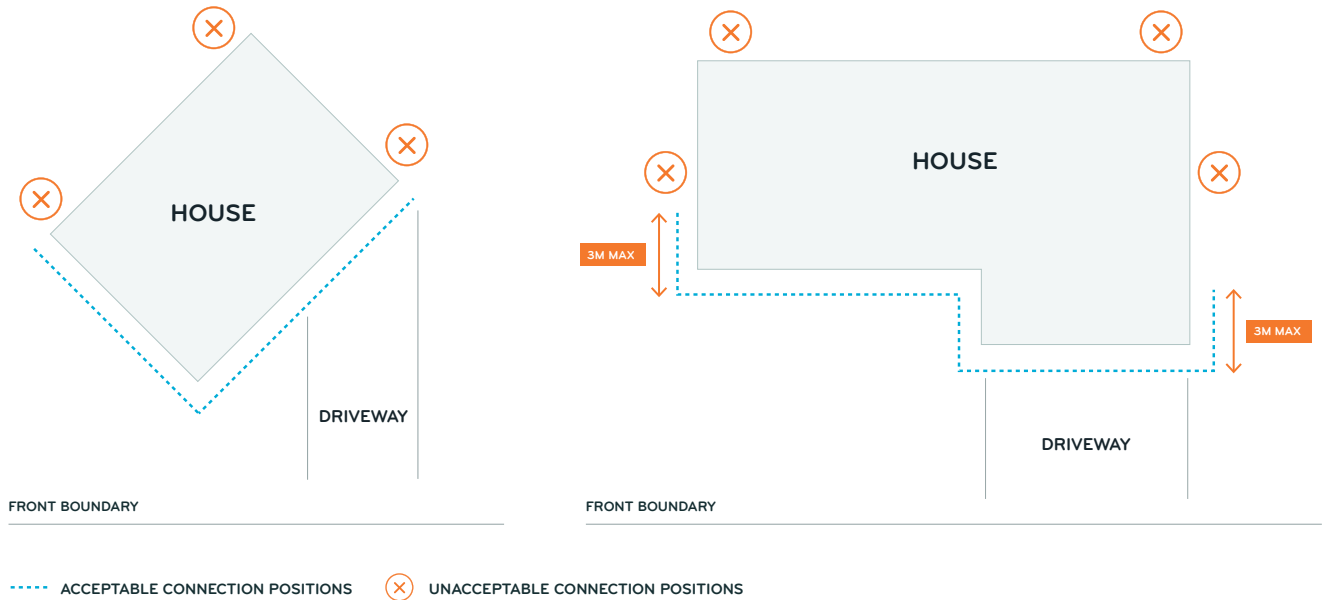 HOUSE
HOUSE
3M MAX
3M MAX
DRIVEWAY
DRIVEWAY
FRONT BOUNDARY
FRONT BOUNDARY
ACCEPTABLE CONNECTION POSITIONS
UNACCEPTABLE CONNECTION POSITIONS